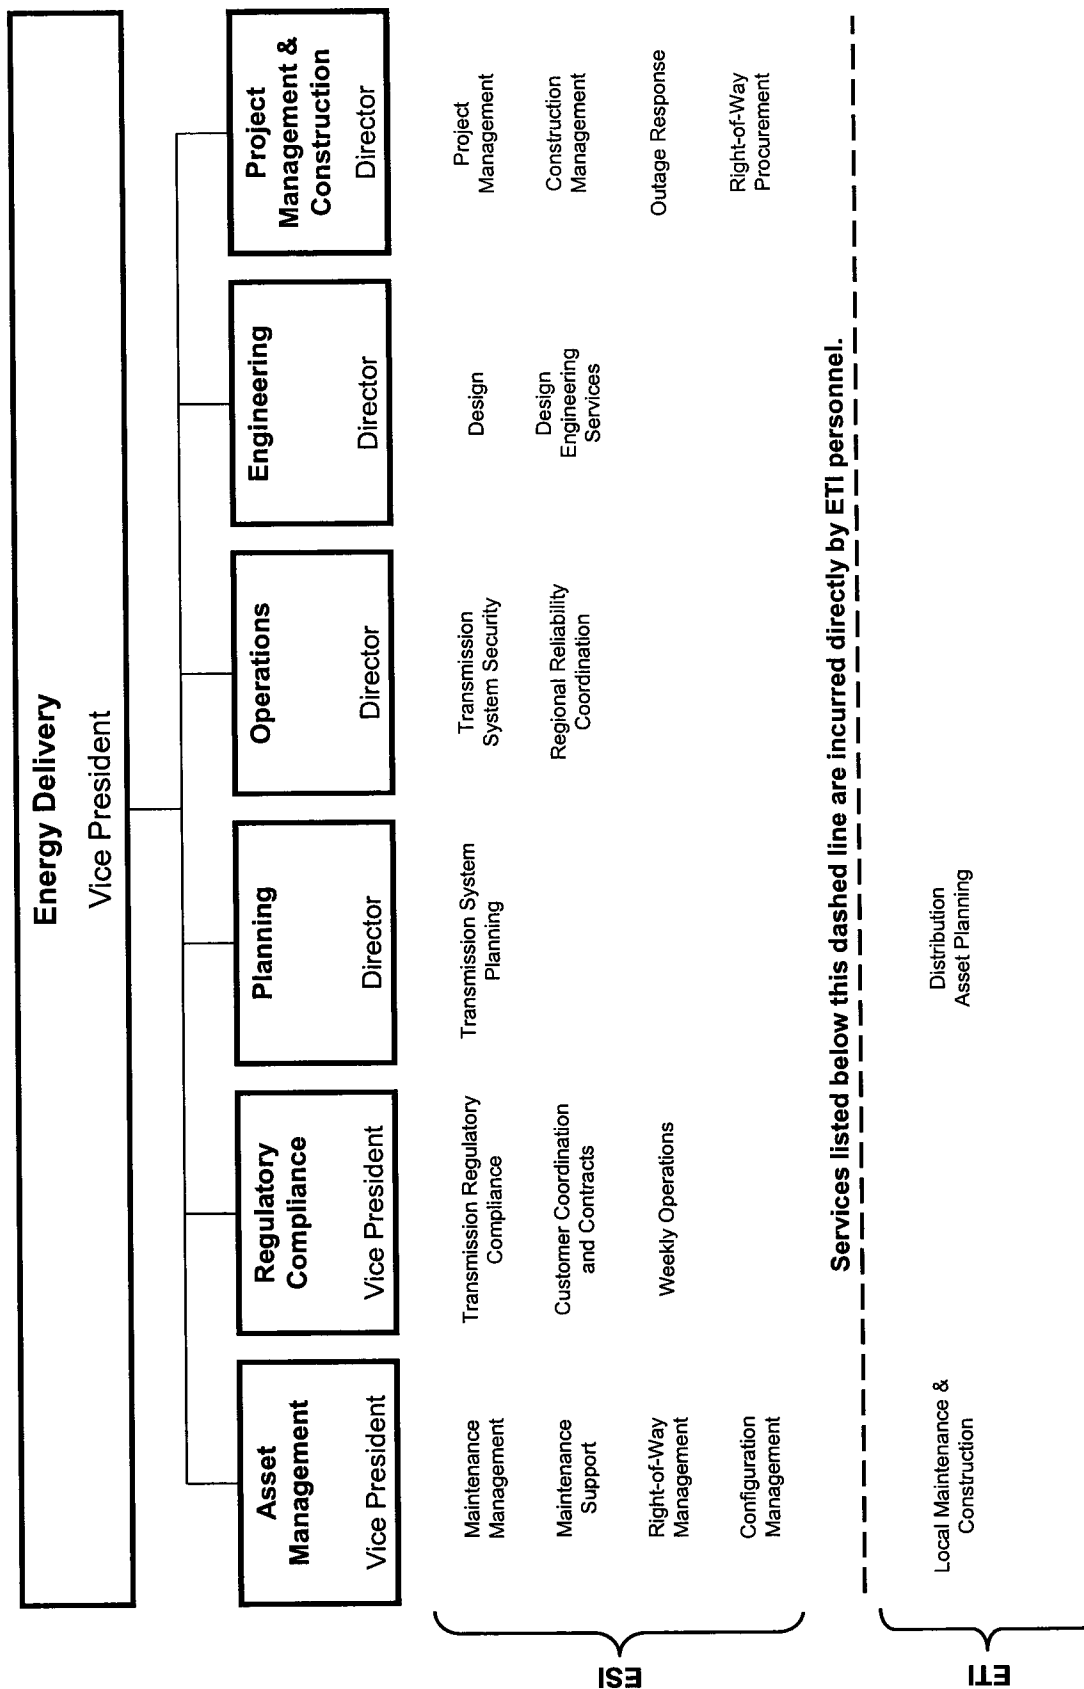 Energy Delivery
Vice President
Asset
Management
Vice President
Regulatory
Compliance
Vice President
Planning
Director
Operations
Director
Engineering
Director
Project
Management &
Construction
Director
ESI
Maintenance
Management
Maintenance
Support
Right-of-Way
Management
Configuration
Management
Transmission Regulatory
Compliance
Customer Coordination
and Contracts
Weekly Operations
Transmission System
Planning
Transmission
System Security
Regional Reliability
Coordination
Design
Design
Engineering
Services
Project
Management
Construction
Management
Outage Response
Right-of-Way
Procurement
Services listed below this dashed line are incurred directly by ETI personnel.
ETI
Local Maintenance &
Construction
Distribution
Asset Planning